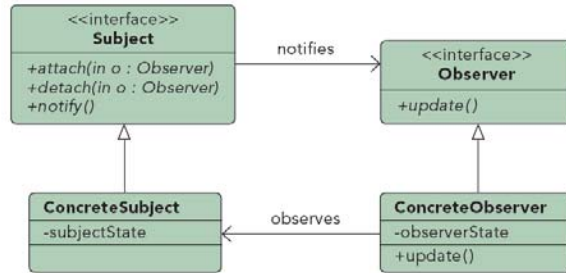 <<interface>>
Subject
+attach(in o : Observer)
+detach(in o : Observer)
+notify()
notifies
<<interface>>
Observer
+update()
ConcreteSubject
-subjectState
observes
ConcreteObserver
-observerState
+update()